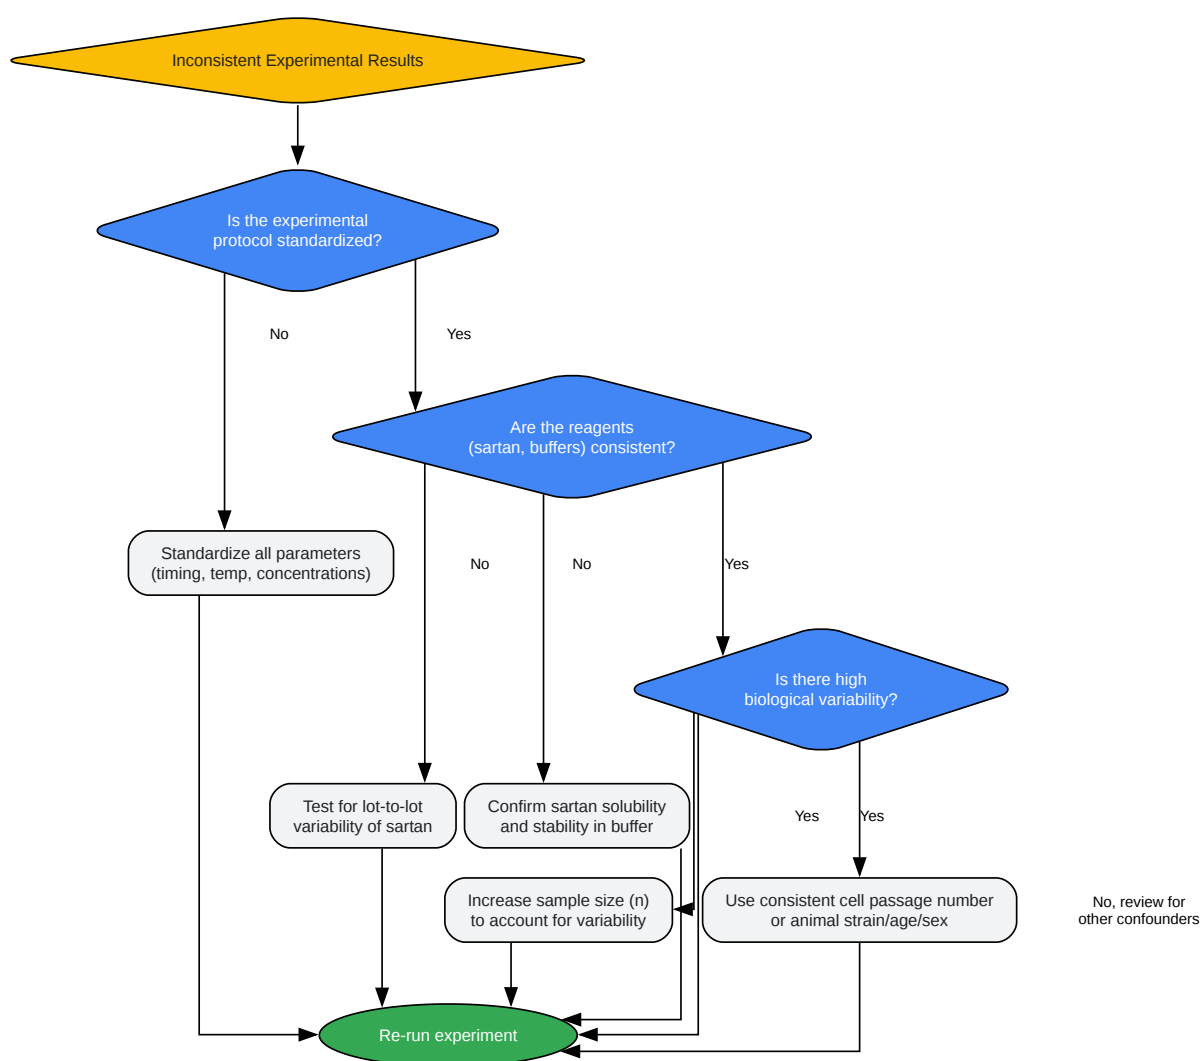 Inconsistent Experimental Results
Is the experimental
protocol standardized?
No
Yes
Are the reagents
(sartan, buffers) consistent?
Standardize all parameters
(timing, temp, concentrations)
No
No
Yes
Is there high
biological variability?
Test for lot-to-lot
variability of sartan
Confirm sartan solubility
and stability in buffer
Yes
Yes
Increase sample size (n)
to account for variability
Use consistent cell passage number
or animal strain/age/sex
No, review for
other confounders
Re-run experiment